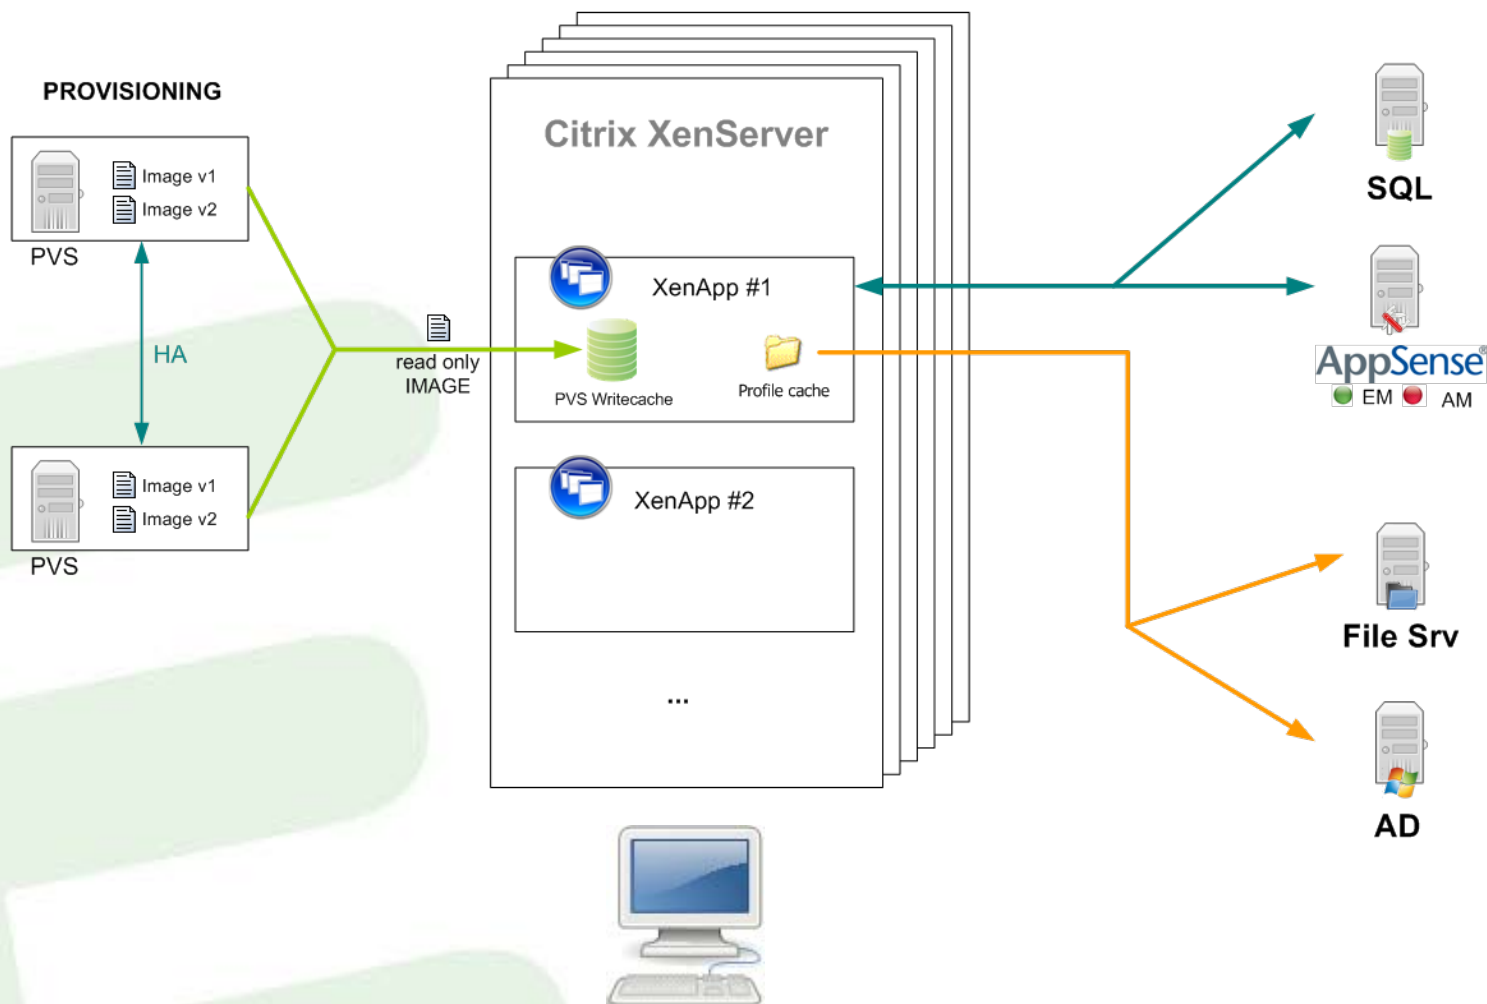 PROVISIONING
Image v1
Image v2
PVS
HA
Image v1
Image v2
PVS
read only
IMAGE
Citrix XenServer
XenApp #1
PVS Writecache
Profile cache
XenApp #2
...
SQL
AppSense®
EM
AM
File Srv
AD